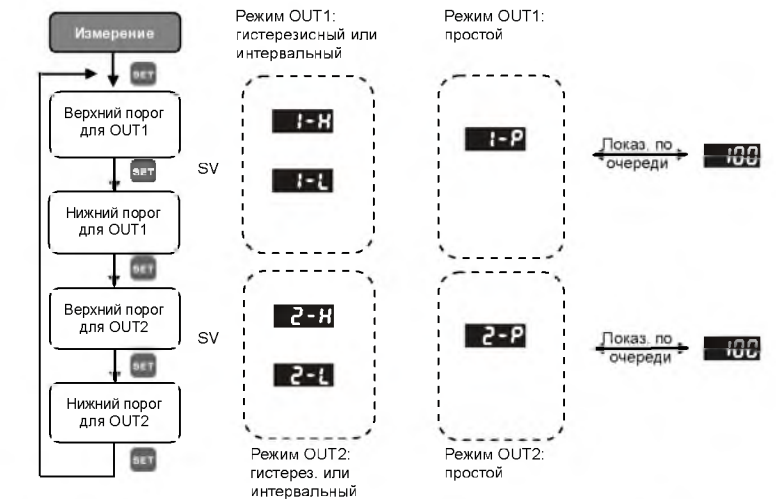 Режим OUT1:
гистерезисный или
интервальный
Режим OUT1:
простой
Измерение
SET
Верхний порог
для OUT1
SET
Нижний порог
для OUT1
SET
Верхний порог
для OUT2
SET
Нижний порог
для OUT2
SET
SV
1-H
1-L
1-P
Показ. по
очереди
100
SV
2-H
2-L
2-P
Показ. по
очереди
100
Режим OUT2:
гистерез. или
интервальный
Режим OUT2:
простой